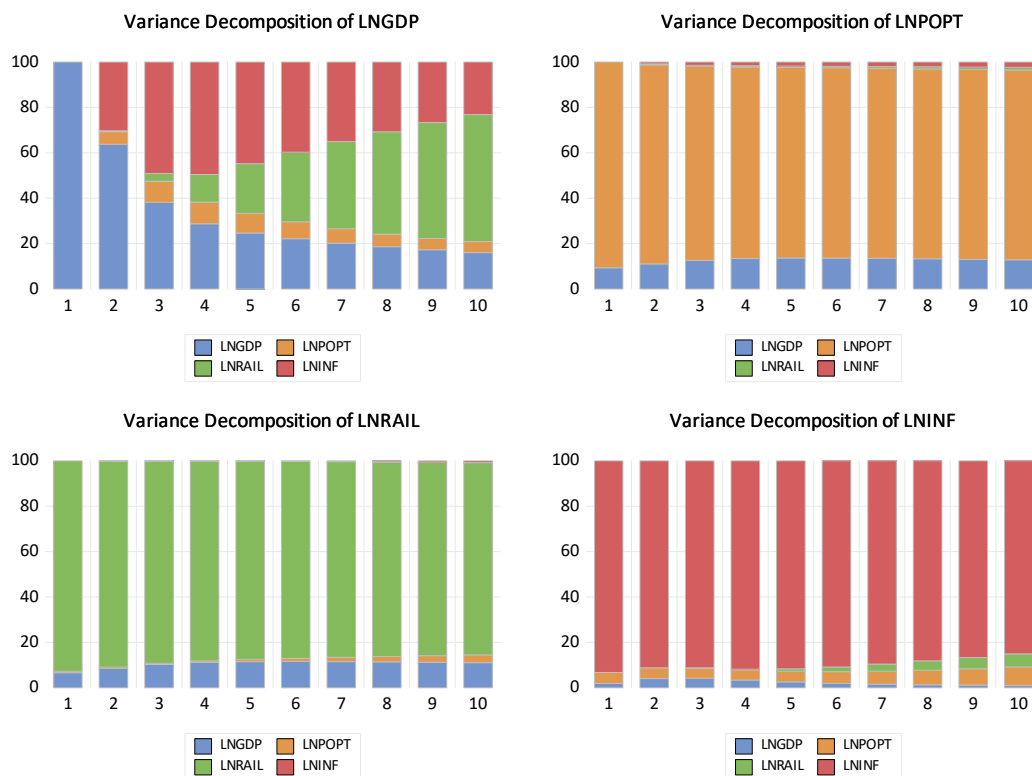 Variance Decomposition of LNGDP
100
80
60
40
20
0
1 2 3 4 5 6 7 8 9 10
LNGDP LNPOPT
LNRAIL LNINF
Variance Decomposition of LNPOPT
100
80
60
40
20
0
1 2 3 4 5 6 7 8 9 10
LNGDP LNPOPT
LNRAIL LNINF
Variance Decomposition of LNRAIL
100
80
60
40
20
0
1 2 3 4 5 6 7 8 9 10
LNGDP LNPOPT
LNRAIL LNINF
Variance Decomposition of LNINF
100
80
60
40
20
0
1 2 3 4 5 6 7 8 9 10
LNGDP LNPOPT
LNRAIL LNINF